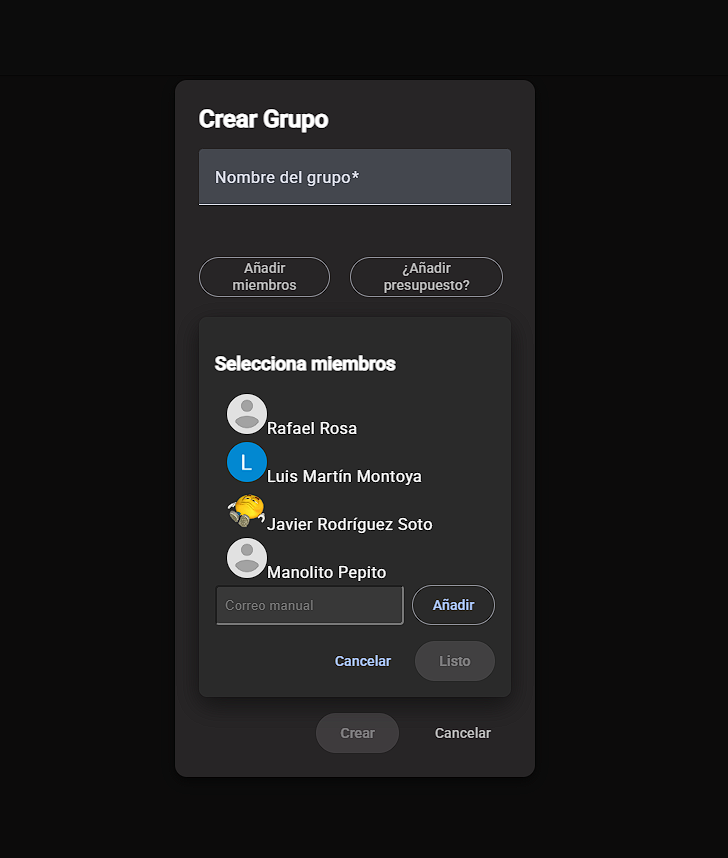 Crear Grupo
Nombre del grupo*
Añadir
miembros
¿Añadir
presupuesto?
Selecciona miembros
Rafael Rosa
L
Luis Martín Montoya
Javier Rodríguez Soto
Manolito Pepito
Correo manual
Añadir
Cancelar
Listo
Crear
Cancelar